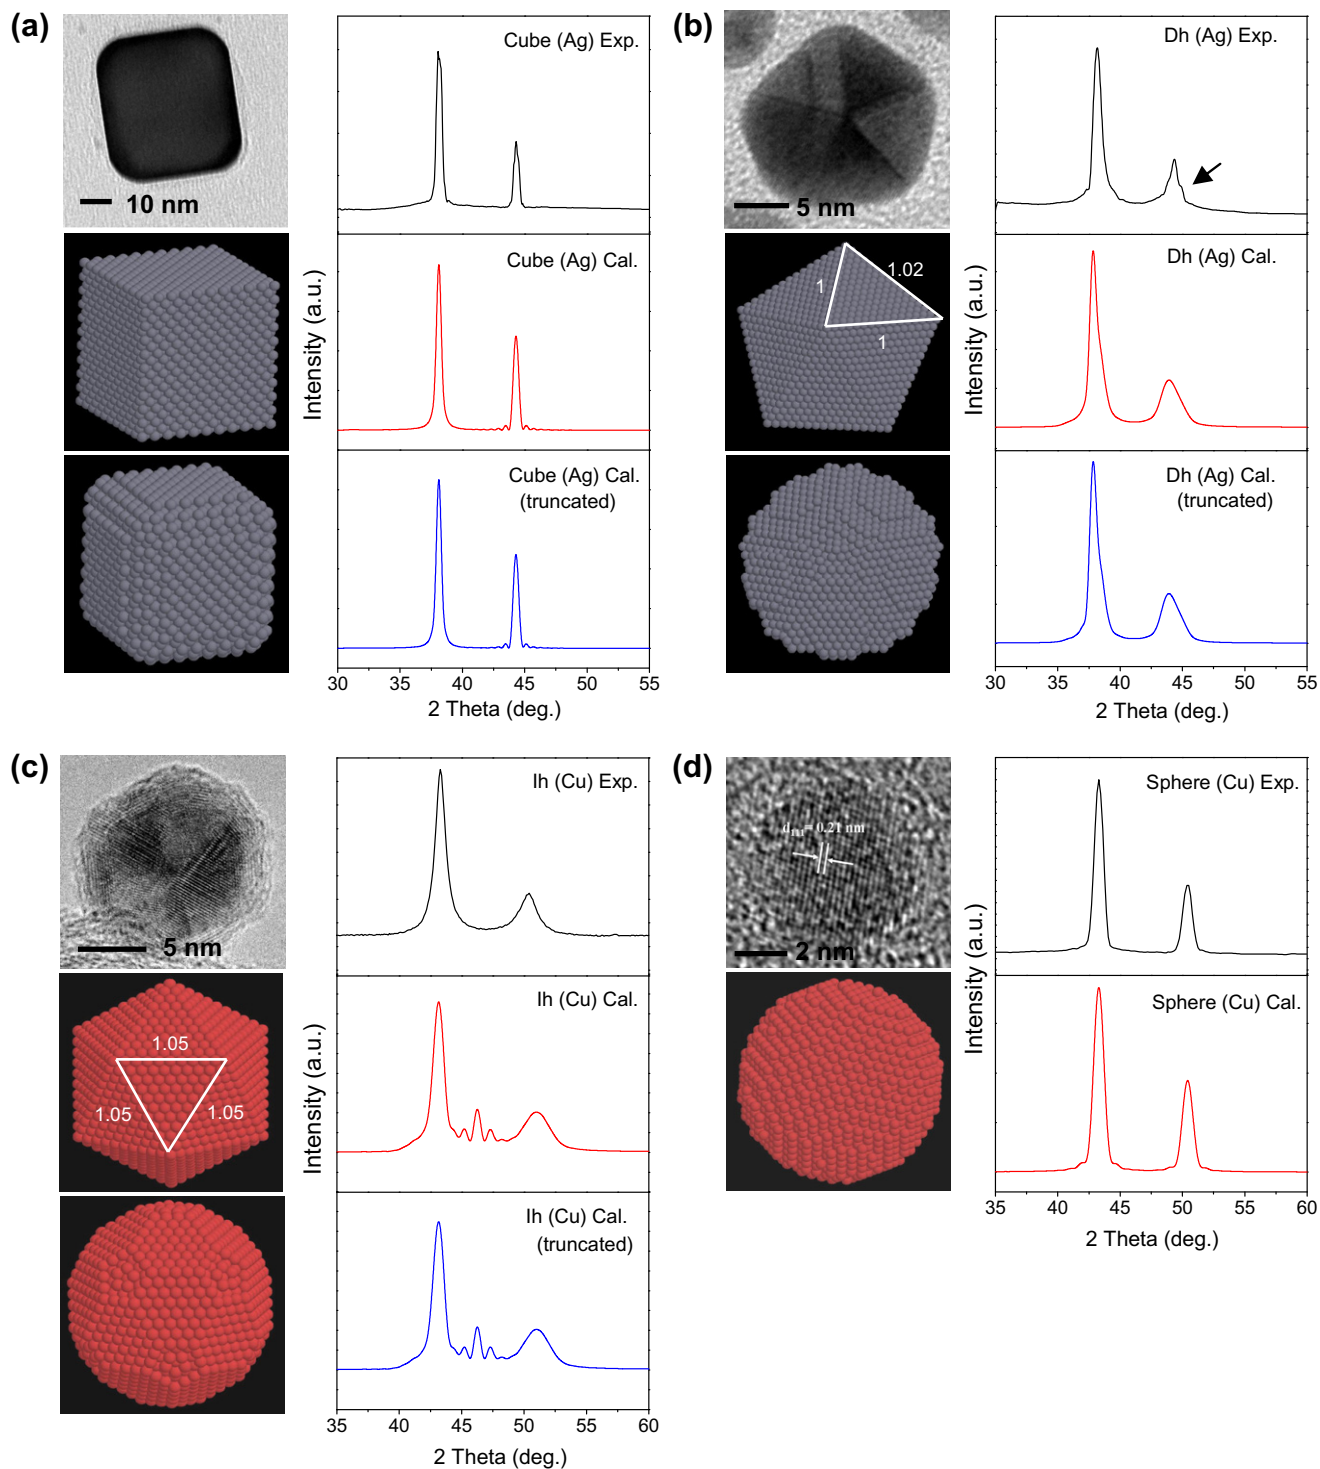 (a)
10 nm
Cube (Ag) Exp.
Cube (Ag) Cal.
Cube (Ag) Cal.
(truncated)
Intensity (a.u.)
30 35 40 45 50 55
2 Theta (deg.)
(b)
5 nm
1
1.02
1
Dh (Ag) Exp.
Dh (Ag) Cal.
Dh (Ag) Cal.
(truncated)
Intensity (a.u.)
30 35 40 45 50 55
2 Theta (deg.)
(c)
5 nm
1.05
1.05 1.05
Ih (Cu) Exp.
Ih (Cu) Cal.
Ih (Cu) Cal.
(truncated)
Intensity (a.u.)
35 40 45 50 55 60
2 Theta (deg.)
(d)
d111= 0.21 nm
2 nm
Sphere (Cu) Exp.
Sphere (Cu) Cal.
Intensity (a.u.)
35 40 45 50 55 60
2 Theta (deg.)